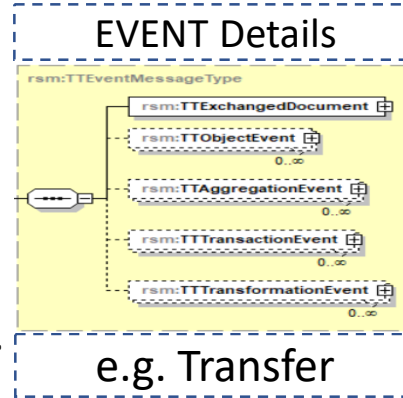 EVENT Details
rsm:TTEventMessageType
rsm:TTExchangedDocument
rsm:TTObjectEvent
0..∞
rsm:TTAggregationEvent
0..∞
rsm:TTTransactionEvent
0..∞
rsm:TTTransformationEvent
0..∞
e.g. Transfer